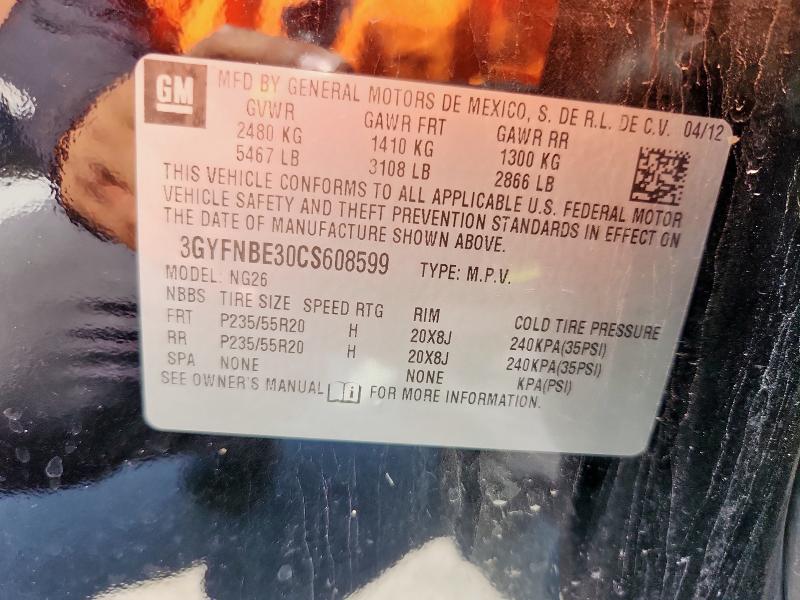 GM
MFD BY GENERAL MOTORS DE MEXICO, S. DE R.L. DE C.V. 04/12
GVWR GAWR FRT GAWR RR
2480 KG 1410 KG 1300 KG
5467 LB 3108 LB 2866 LB
THIS VEHICLE CONFORMS TO ALL APPLICABLE U.S. FEDERAL MOTOR
VEHICLE SAFETY AND THEFT PREVENTION STANDARDS IN EFFECT ON
THE DATE OF MANUFACTURE SHOWN ABOVE.
3GYFNBE30CS608599 TYPE: M.P.V.
MODEL: NG26
NBBS TIRE SIZE SPEED RTG RIM COLD TIRE PRESSURE
FRT P235/55R20 H 20X8J 240KPA(35PSI)
RR P235/55R20 H 20X8J 240KPA(35PSI)
SPA NONE NONE KPA(PSI)
SEE OWNER'S MANUAL i FOR MORE INFORMATION.